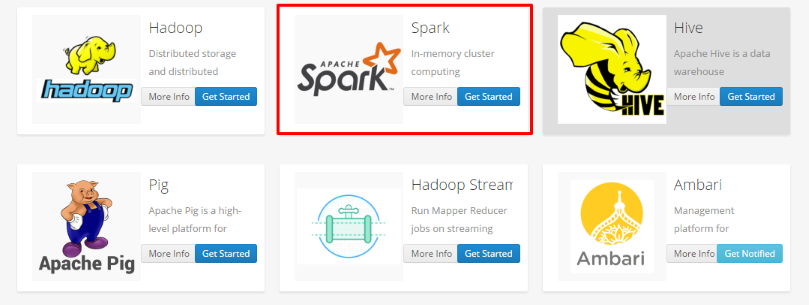 Hadoop
Distributed storage
and distributed
hadoop
More Info
Get Started
Spark
In-memory cluster
computing
APACHE
Spark
TM
More Info
Get Started
Hive
Apache Hive is a data
warehouse
HIVE
More Info
Get Started
Pig
Apache Pig is a high-
level platform for
Apache Pig
More Info
Get Started
Hadoop Stream
Run Mapper Reducer
jobs on streaming
More Info
Get Started
Ambari
Management
platform for
Ambari
More Info
Get Notified